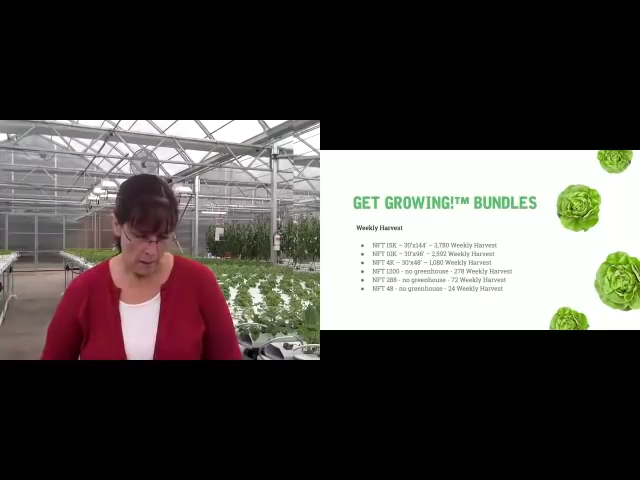 GET GROWING!™ BUNDLES
Weekly Harvest
● NFT 15K – 30'x144' – 3,780 Weekly Harvest
● NFT 10K – 30'x96' – 2,592 Weekly Harvest
● NFT 4K – 30'x48' – 1,080 Weekly Harvest
● NFT 1200 - no greenhouse - 278 Weekly Harvest
● NFT 288 - no greenhouse - 72 Weekly Harvest
● NFT 48 - no greenhouse - 24 Weekly Harvest